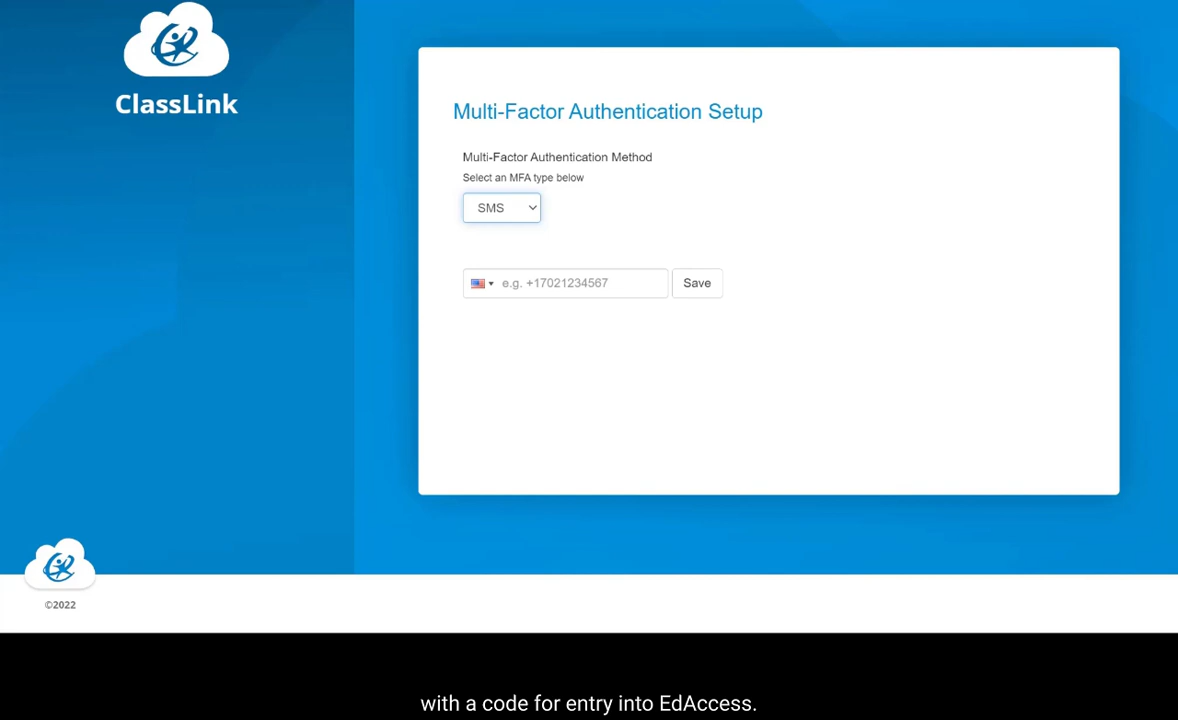 ClassLink
Multi-Factor Authentication Setup
Multi-Factor Authentication Method
Select an MFA type below
SMS
e.g. +17021234567
Save
©2022
with a code for entry into EdAccess.